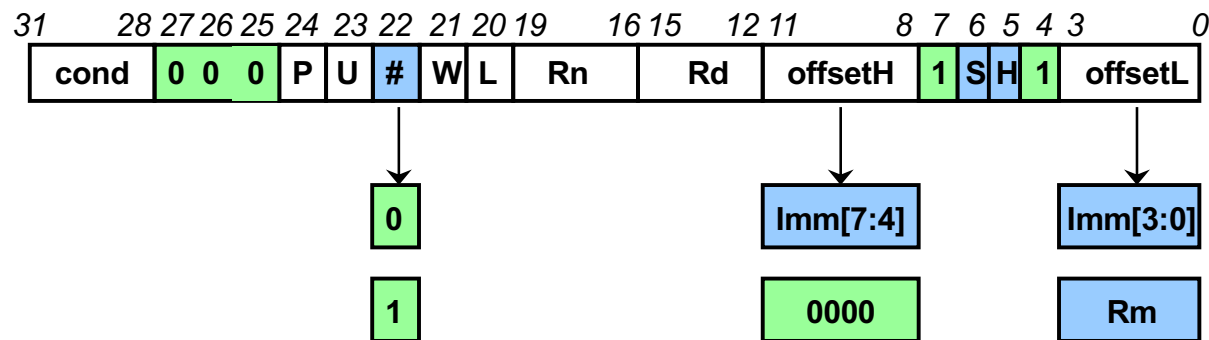 31 28 27 26 25 24 23 22 21 20 19 16 15 12 11 8 7 6 5 4 3 0
cond 0 0 0 P U # W L Rn Rd offsetH 1 S H 1 offsetL
0 Imm[7:4] Imm[3:0]
1 0000 Rm